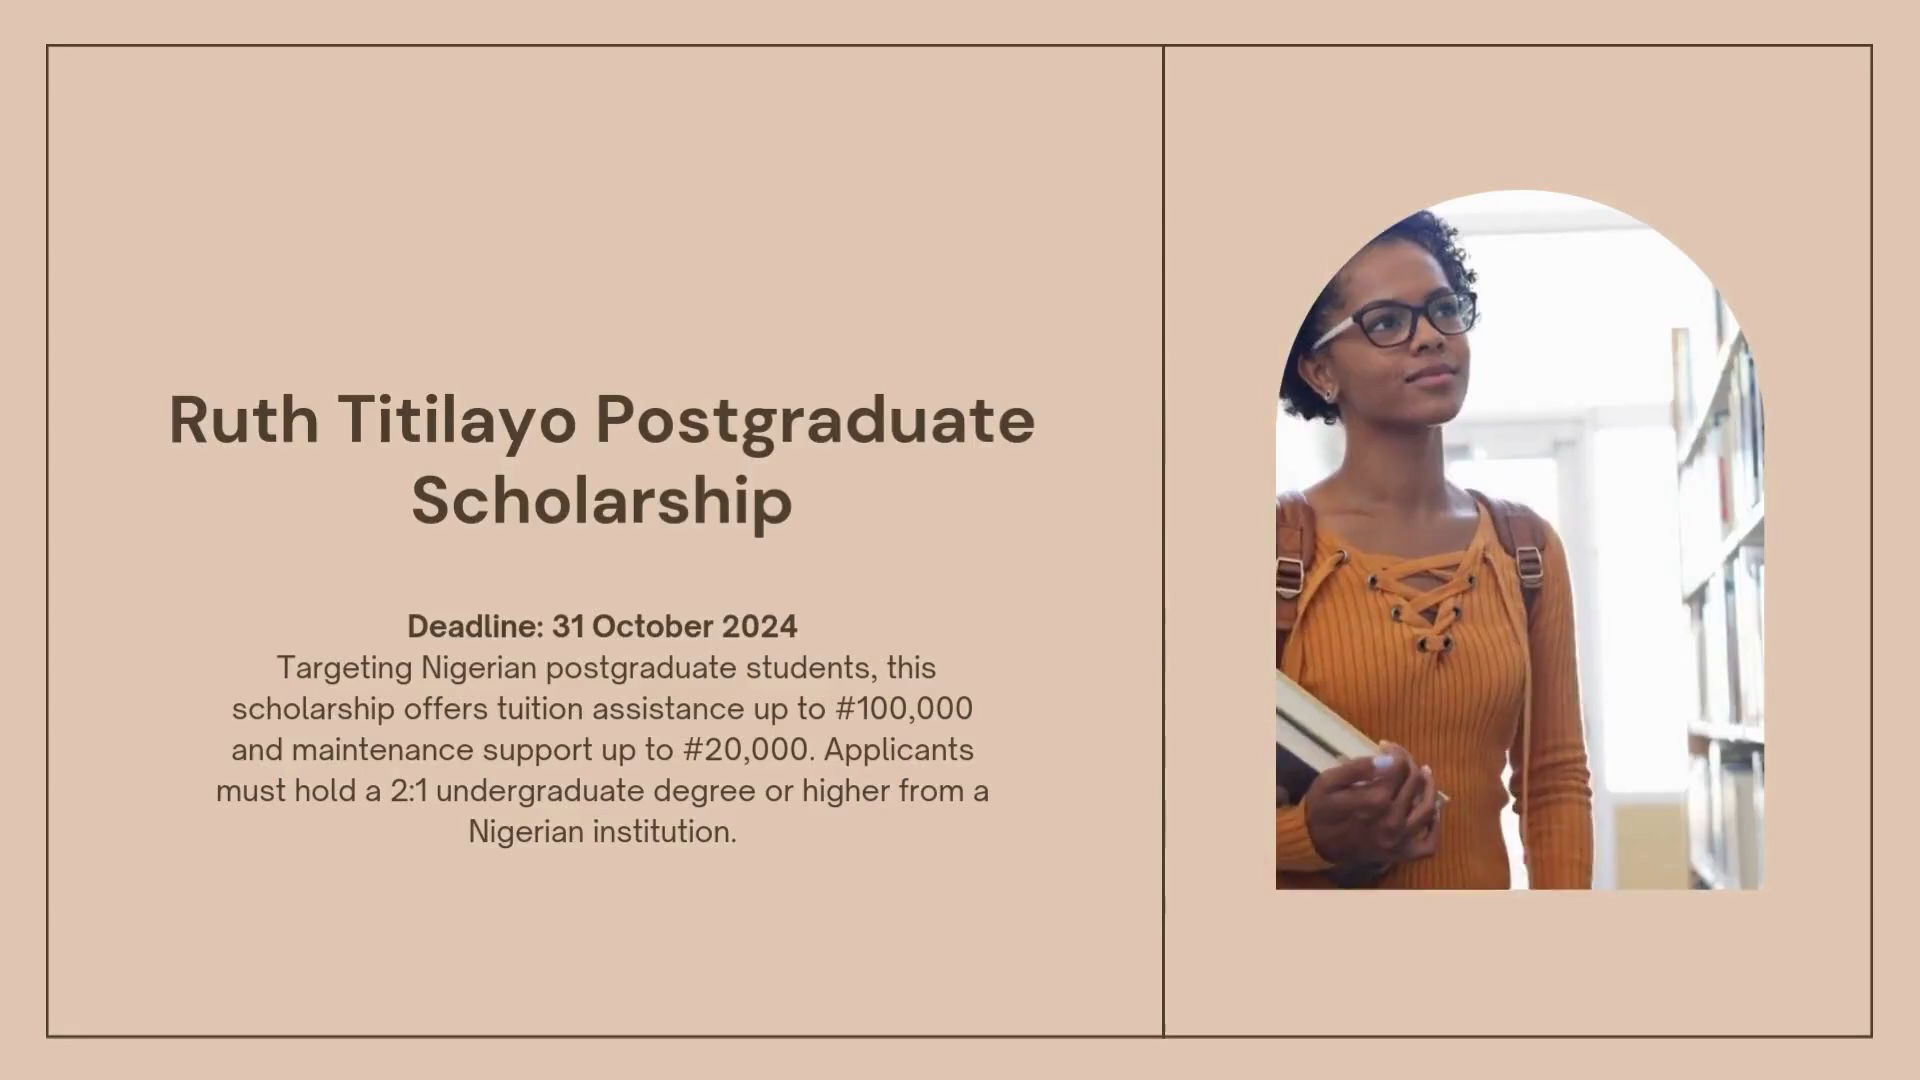 Ruth Titilayo Postgraduate
Scholarship
Deadline: 31 October 2024
Targeting Nigerian postgraduate students, this
scholarship offers tuition assistance up to #100,000
and maintenance support up to #20,000. Applicants
must hold a 2:1 undergraduate degree or higher from a
Nigerian institution.